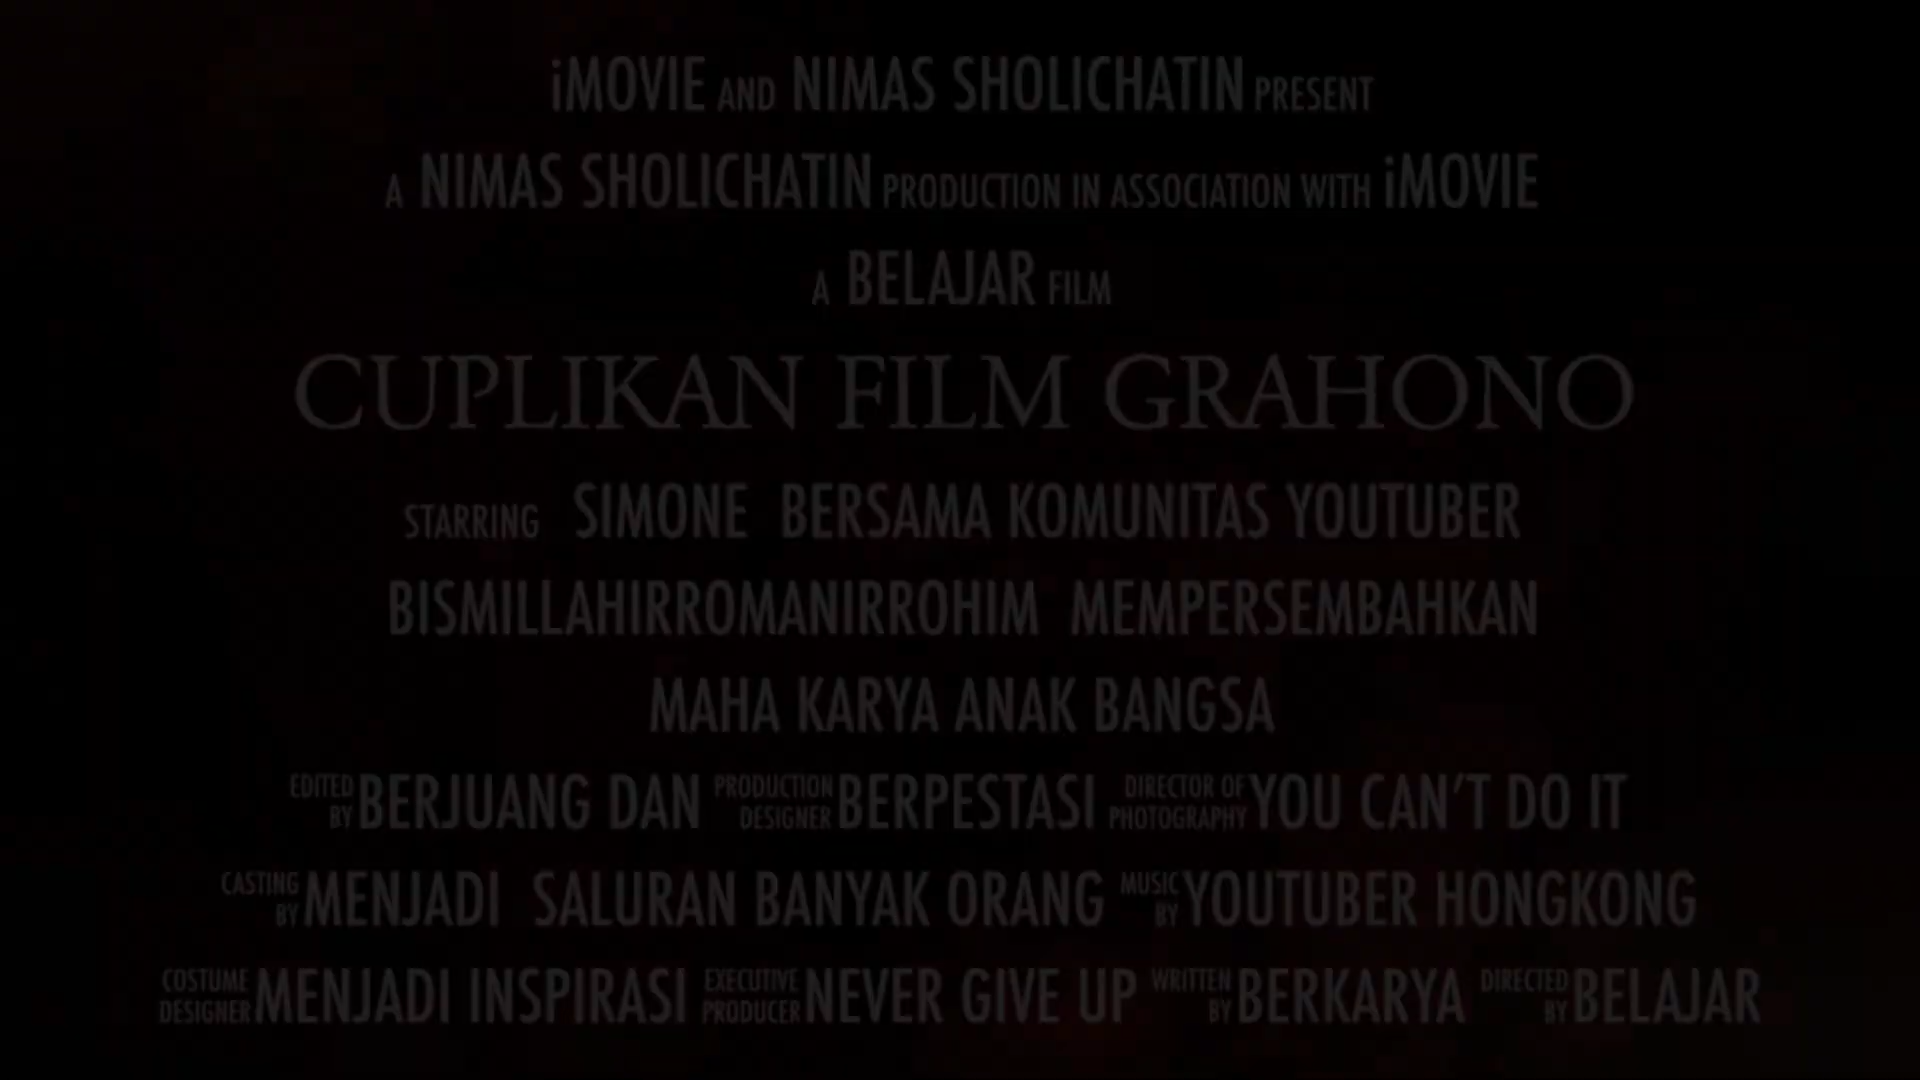 iMOVIE AND NIMAS SHOLICHATIN PRESENT
A NIMAS SHOLICHATIN PRODUCTION IN ASSOCIATION WITH iMOVIE
A BELAJAR FILM
CUPLIKAN FILM GRAHONO
STARRING SIMONE BERSAMA KOMUNITAS YOUTUBER
BISMILLAHIRROMANIRROHIM MEMPERSEMBAHKAN
MAHA KARYA ANAK BANGSA
EDITED BY BERJUANG DAN PRODUCTION DESIGNER BERPESTASI DIRECTOR OF PHOTOGRAPHY YOU CAN'T DO IT
CASTING BY MENJADI SALURAN BANYAK ORANG MUSIC BY YOUTUBER HONGKONG
COSTUME DESIGNER MENJADI INSPIRASI EXECUTIVE PRODUCER NEVER GIVE UP WRITTEN BY BERKARYA DIRECTED BY BELAJAR